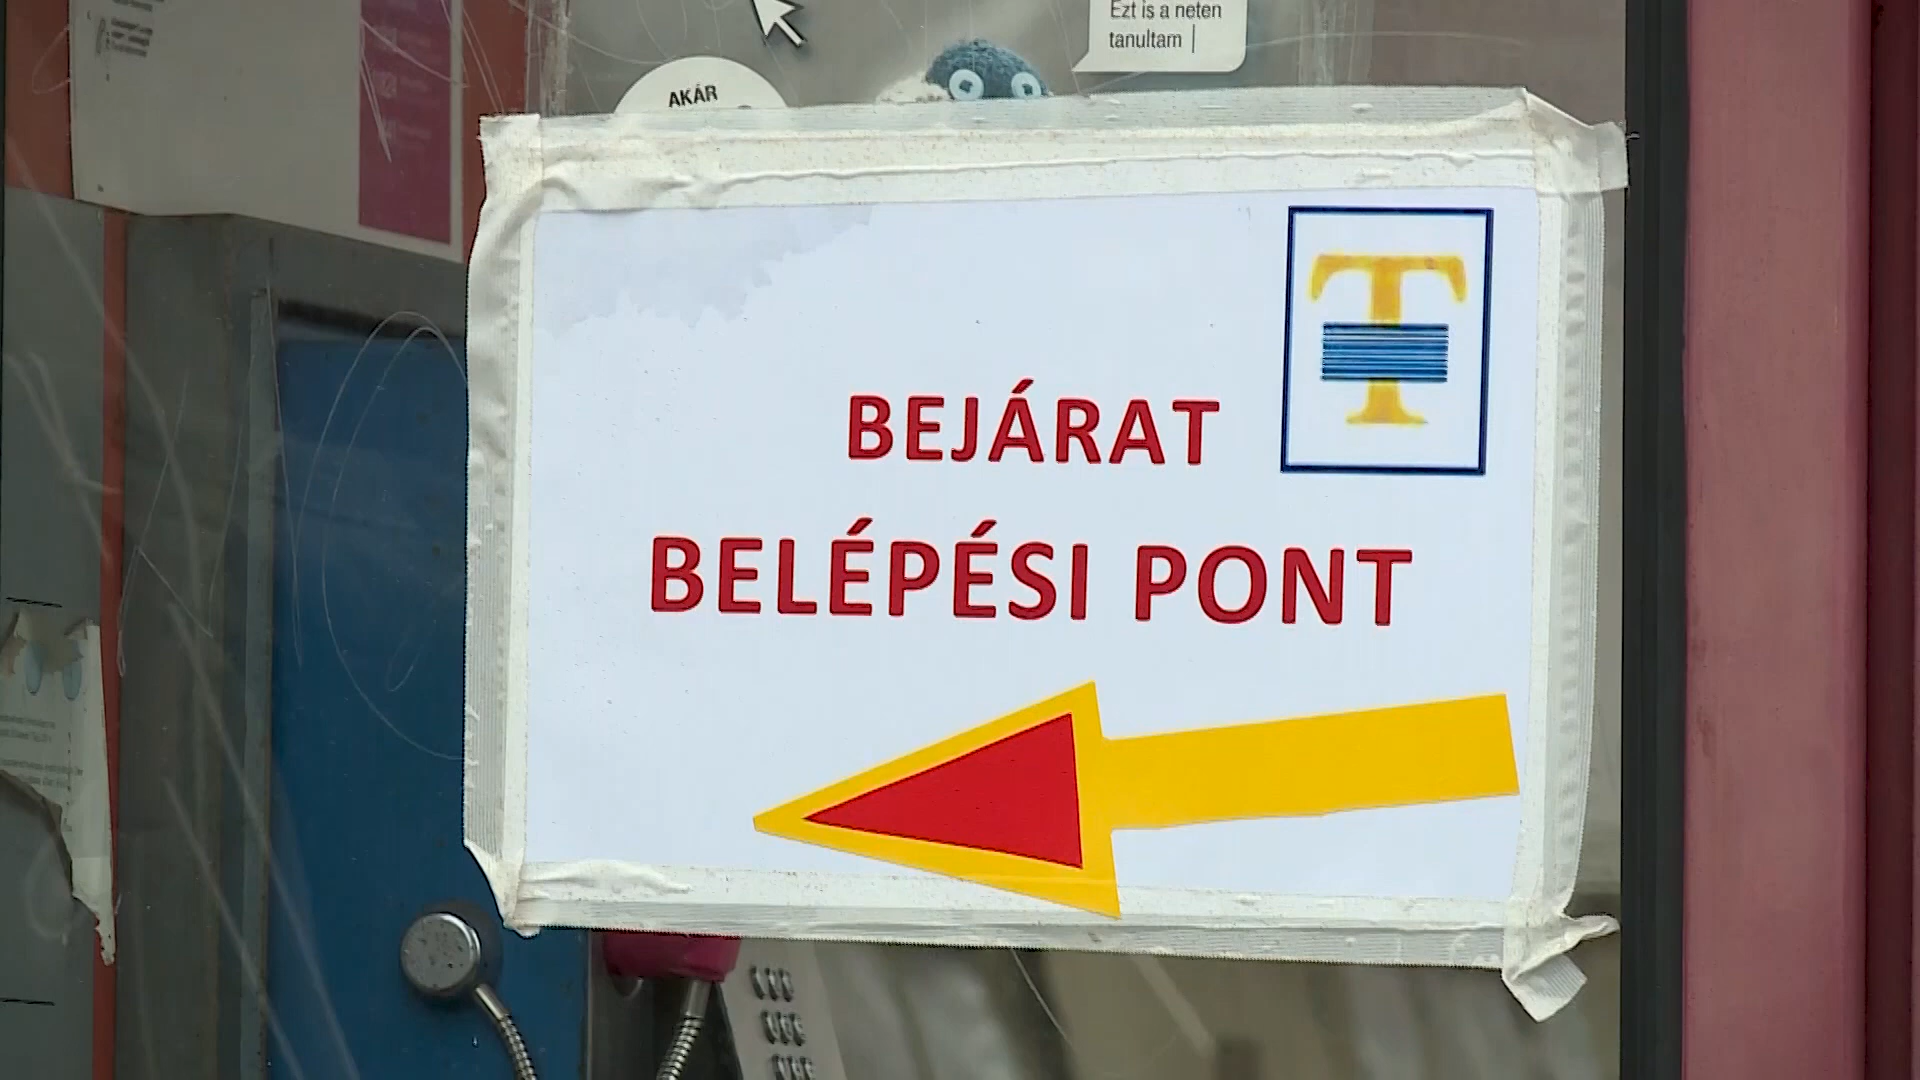 Ezt is a neten
tanultam
AKÁR
T
BEJÁRAT
BELÉPÉSI PONT